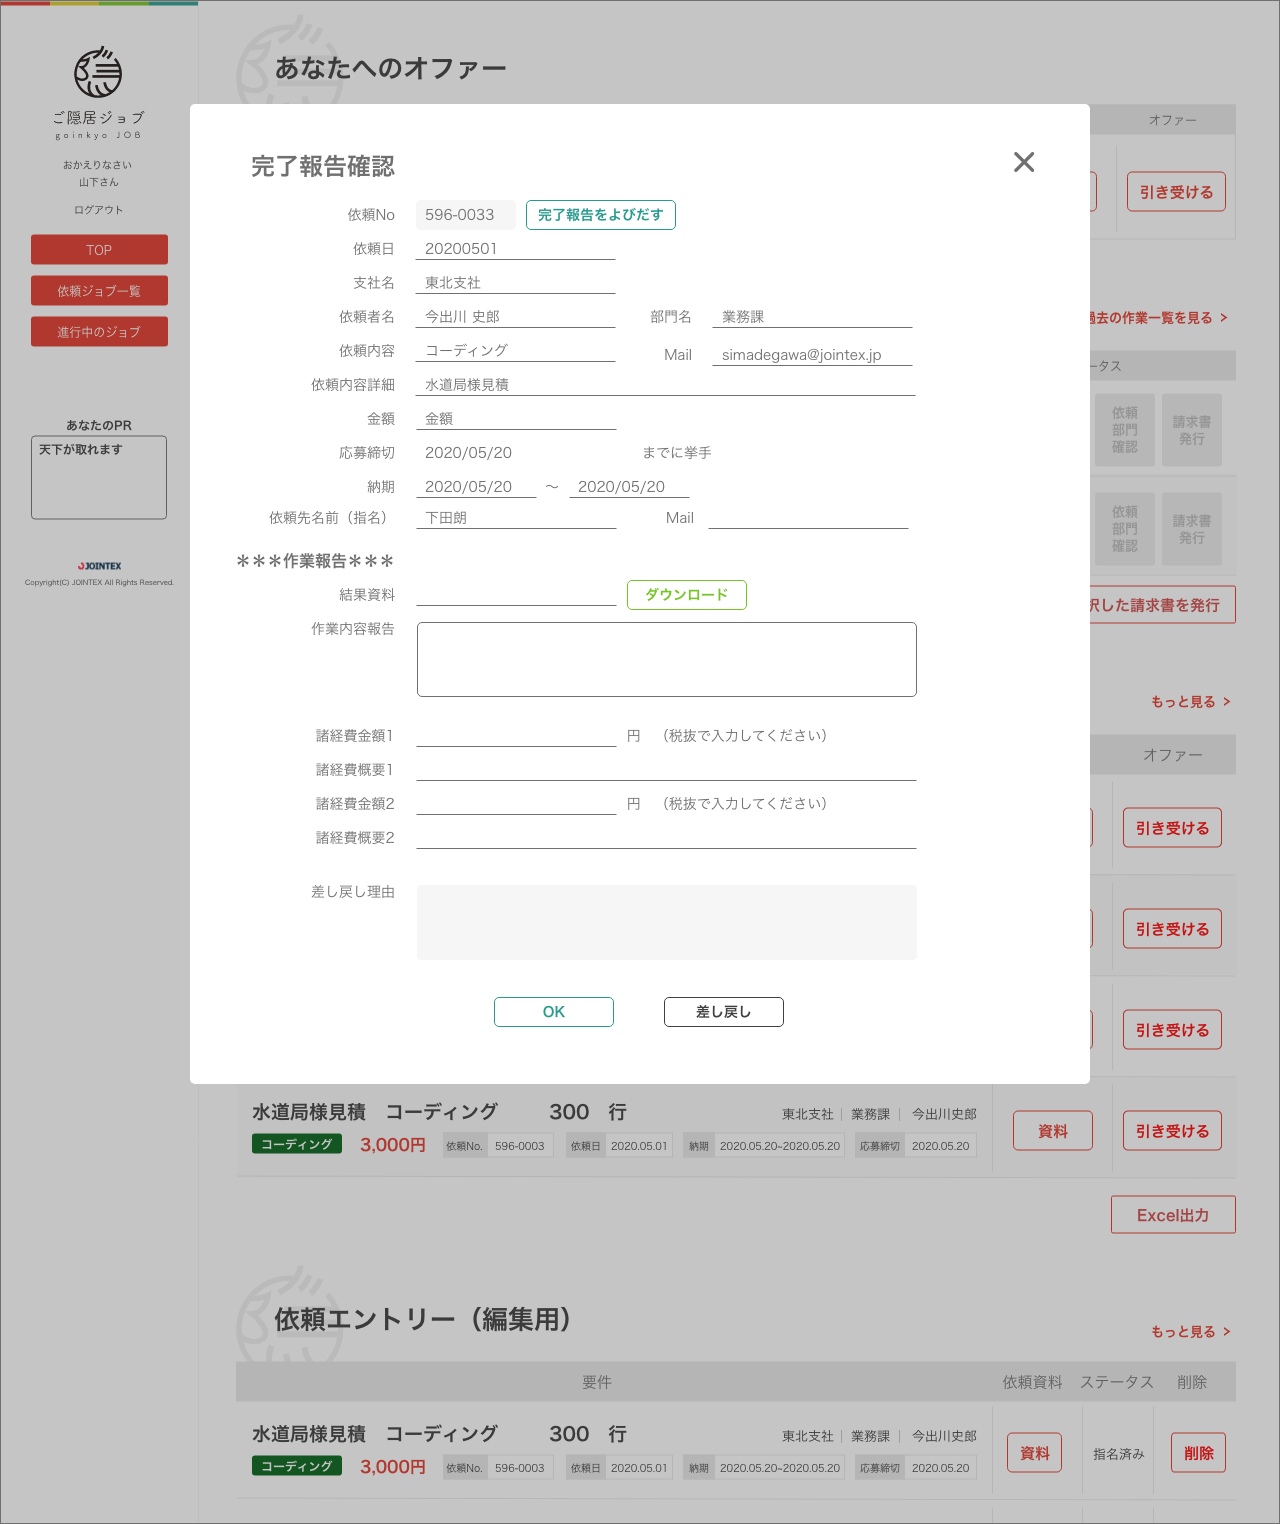 ご隠居ジョブ
goinkyo JOB
おかえりなさい
山下さん
ログアウト
TOP
依頼ジョブ一覧
進行中のジョブ
あなたのPR
天下が取れます
JOINTEX
Copyright(C) JOINTEX All Rights Reserved.
あなたへのオファー
オファー
引き受ける
過去の作業一覧を見る >
ータス
依頼
部門
確認
請求書
発行
依頼
部門
確認
請求書
発行
択した請求書を発行
もっと見る >
オファー
引き受ける
引き受ける
引き受ける
完了報告確認
依頼No 596-0033 完了報告をよびだす
依頼日 20200501
支社名 東北支社
依頼者名 今出川 史郎 部門名 業務課
依頼内容 コーディング Mail simadegawa@jointex.jp
依頼内容詳細 水道局様見積
金額 金額
応募締切 2020/05/20 までに挙手
納期 2020/05/20 〜 2020/05/20
依頼先名前（指名） 下田朗 Mail
＊＊＊作業報告＊＊＊
結果資料 ダウンロード
作業内容報告
諸経費金額1 円 （税抜で入力してください）
諸経費概要1
諸経費金額2 円 （税抜で入力してください）
諸経費概要2
差し戻し理由
OK 差し戻し
水道局様見積 コーディング 300 行 東北支社 | 業務課 | 今出川史郎
コーディング 3,000円 依頼No. 596-0003 依頼日 2020.05.01 納期 2020.05.20~2020.05.20 応募締切 2020.05.20
資料 引き受ける
Excel出力
依頼エントリー（編集用）
もっと見る >
要件 依頼資料 ステータス 削除
水道局様見積 コーディング 300 行 東北支社 | 業務課 | 今出川史郎
コーディング 3,000円 依頼No. 596-0003 依頼日 2020.05.01 納期 2020.05.20~2020.05.20 応募締切 2020.05.20
資料 指名済み 削除